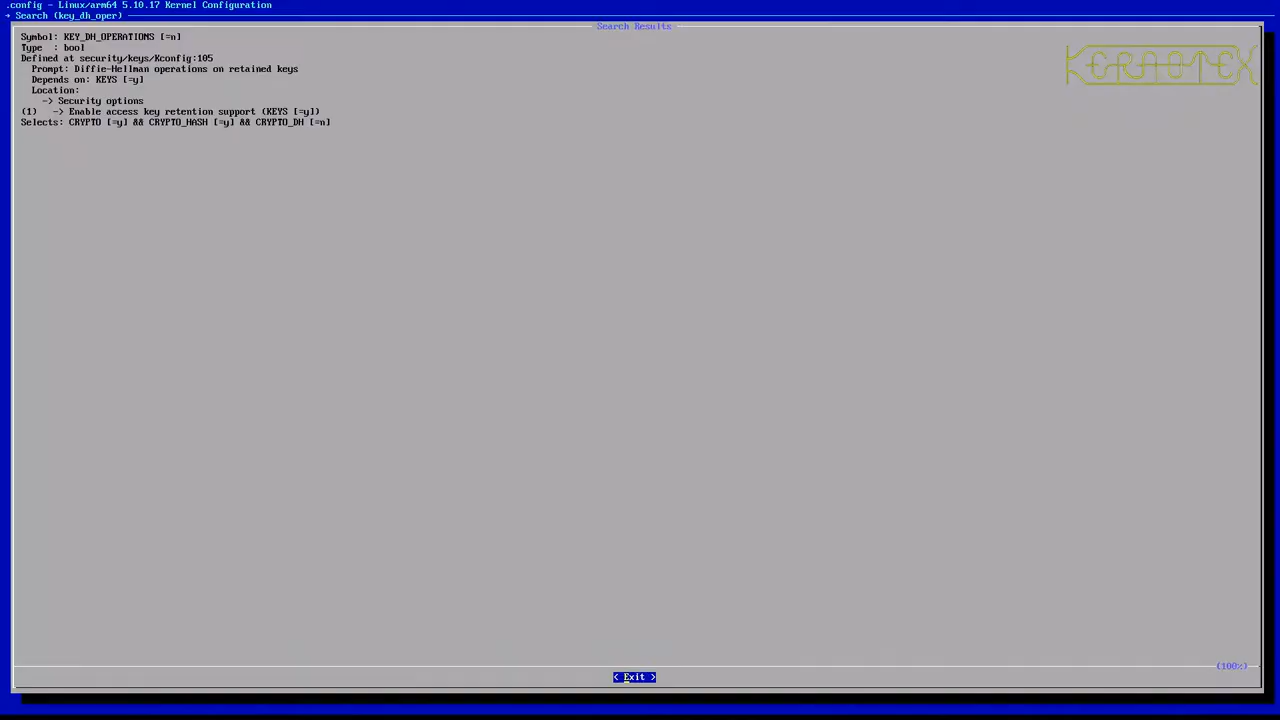 .config - Linux/arm64 5.10.17 Kernel Configuration
→ Search (key_dh_oper)
Search Results
Symbol: KEY_DH_OPERATIONS [=n]
Type  : bool
Defined at security/keys/Kconfig:105
  Prompt: Diffie-Hellman operations on retained keys
  Depends on: KEYS [=y]
  Location:
    -> Security options
(1)   -> Enable access key retention support (KEYS [=y])
Selects: CRYPTO [=y] && CRYPTO_HASH [=y] && CRYPTO_DH [=n]
KERAOTEX
(100%)
< Exit >